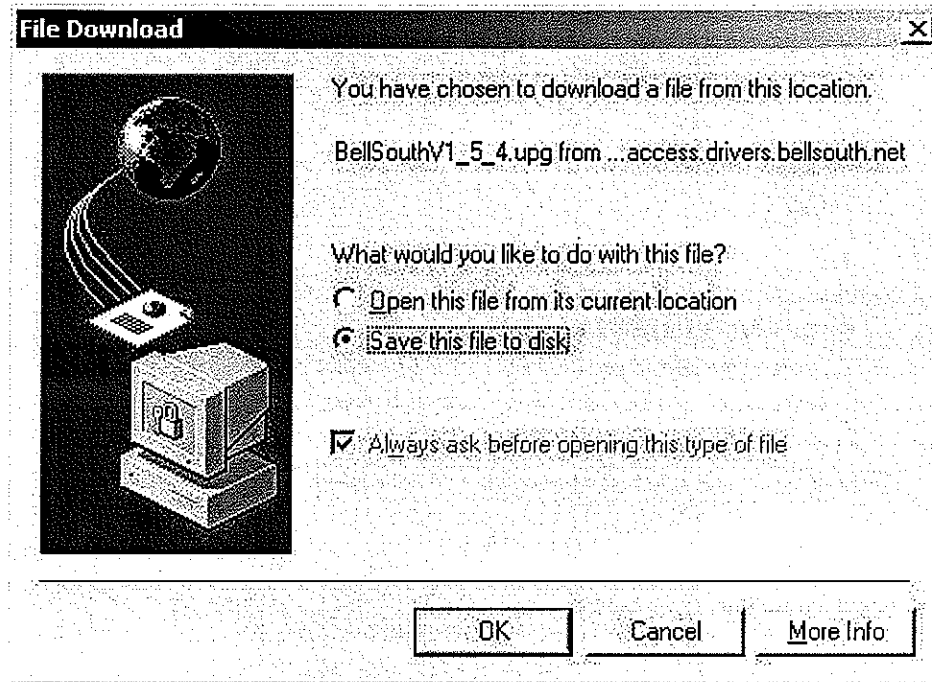 File Download
You have chosen to download a file from this location.
BellSouthV1_5_4.upg from ...access.drivers.bellsouth.net
What would you like to do with this file?
Open this file from its current location
Save this file to disk
Always ask before opening this type of file
OK Cancel More Info